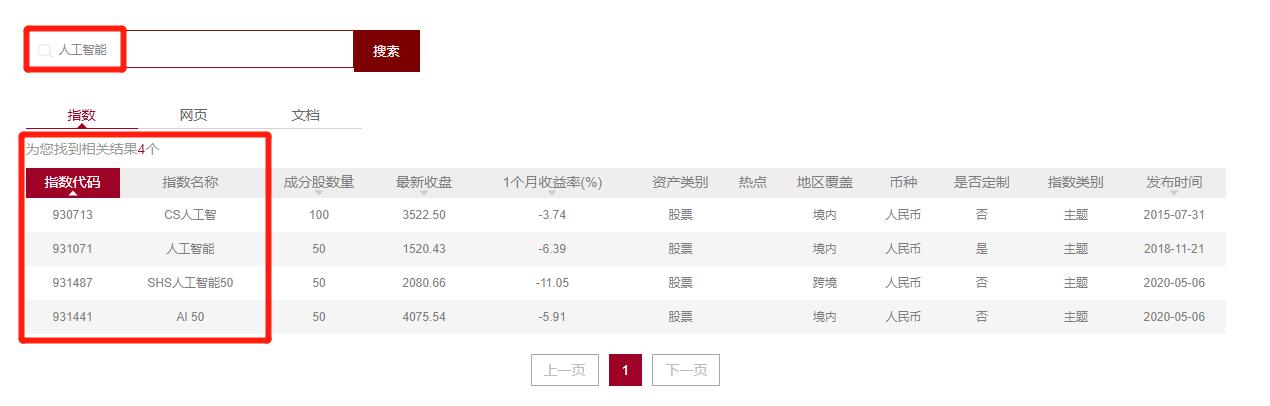 人工智能 搜索
指数 网页 文档
为您找到相关结果4个
指数代码 指数名称 成分股数量 最新收盘 1个月收益率(%) 资产类别 热点 地区覆盖 币种 是否定制 指数类别 发布时间
930713 CS人工智 100 3522.50 -3.74 股票 境内 人民币 否 主题 2015-07-31
931071 人工智能 50 1520.43 -6.39 股票 境内 人民币 是 主题 2018-11-21
931487 SHS人工智能50 50 2080.66 -11.05 股票 跨境 人民币 否 主题 2020-05-06
931441 AI 50 50 4075.54 -5.91 股票 境内 人民币 否 主题 2020-05-06
上一页 1 下一页